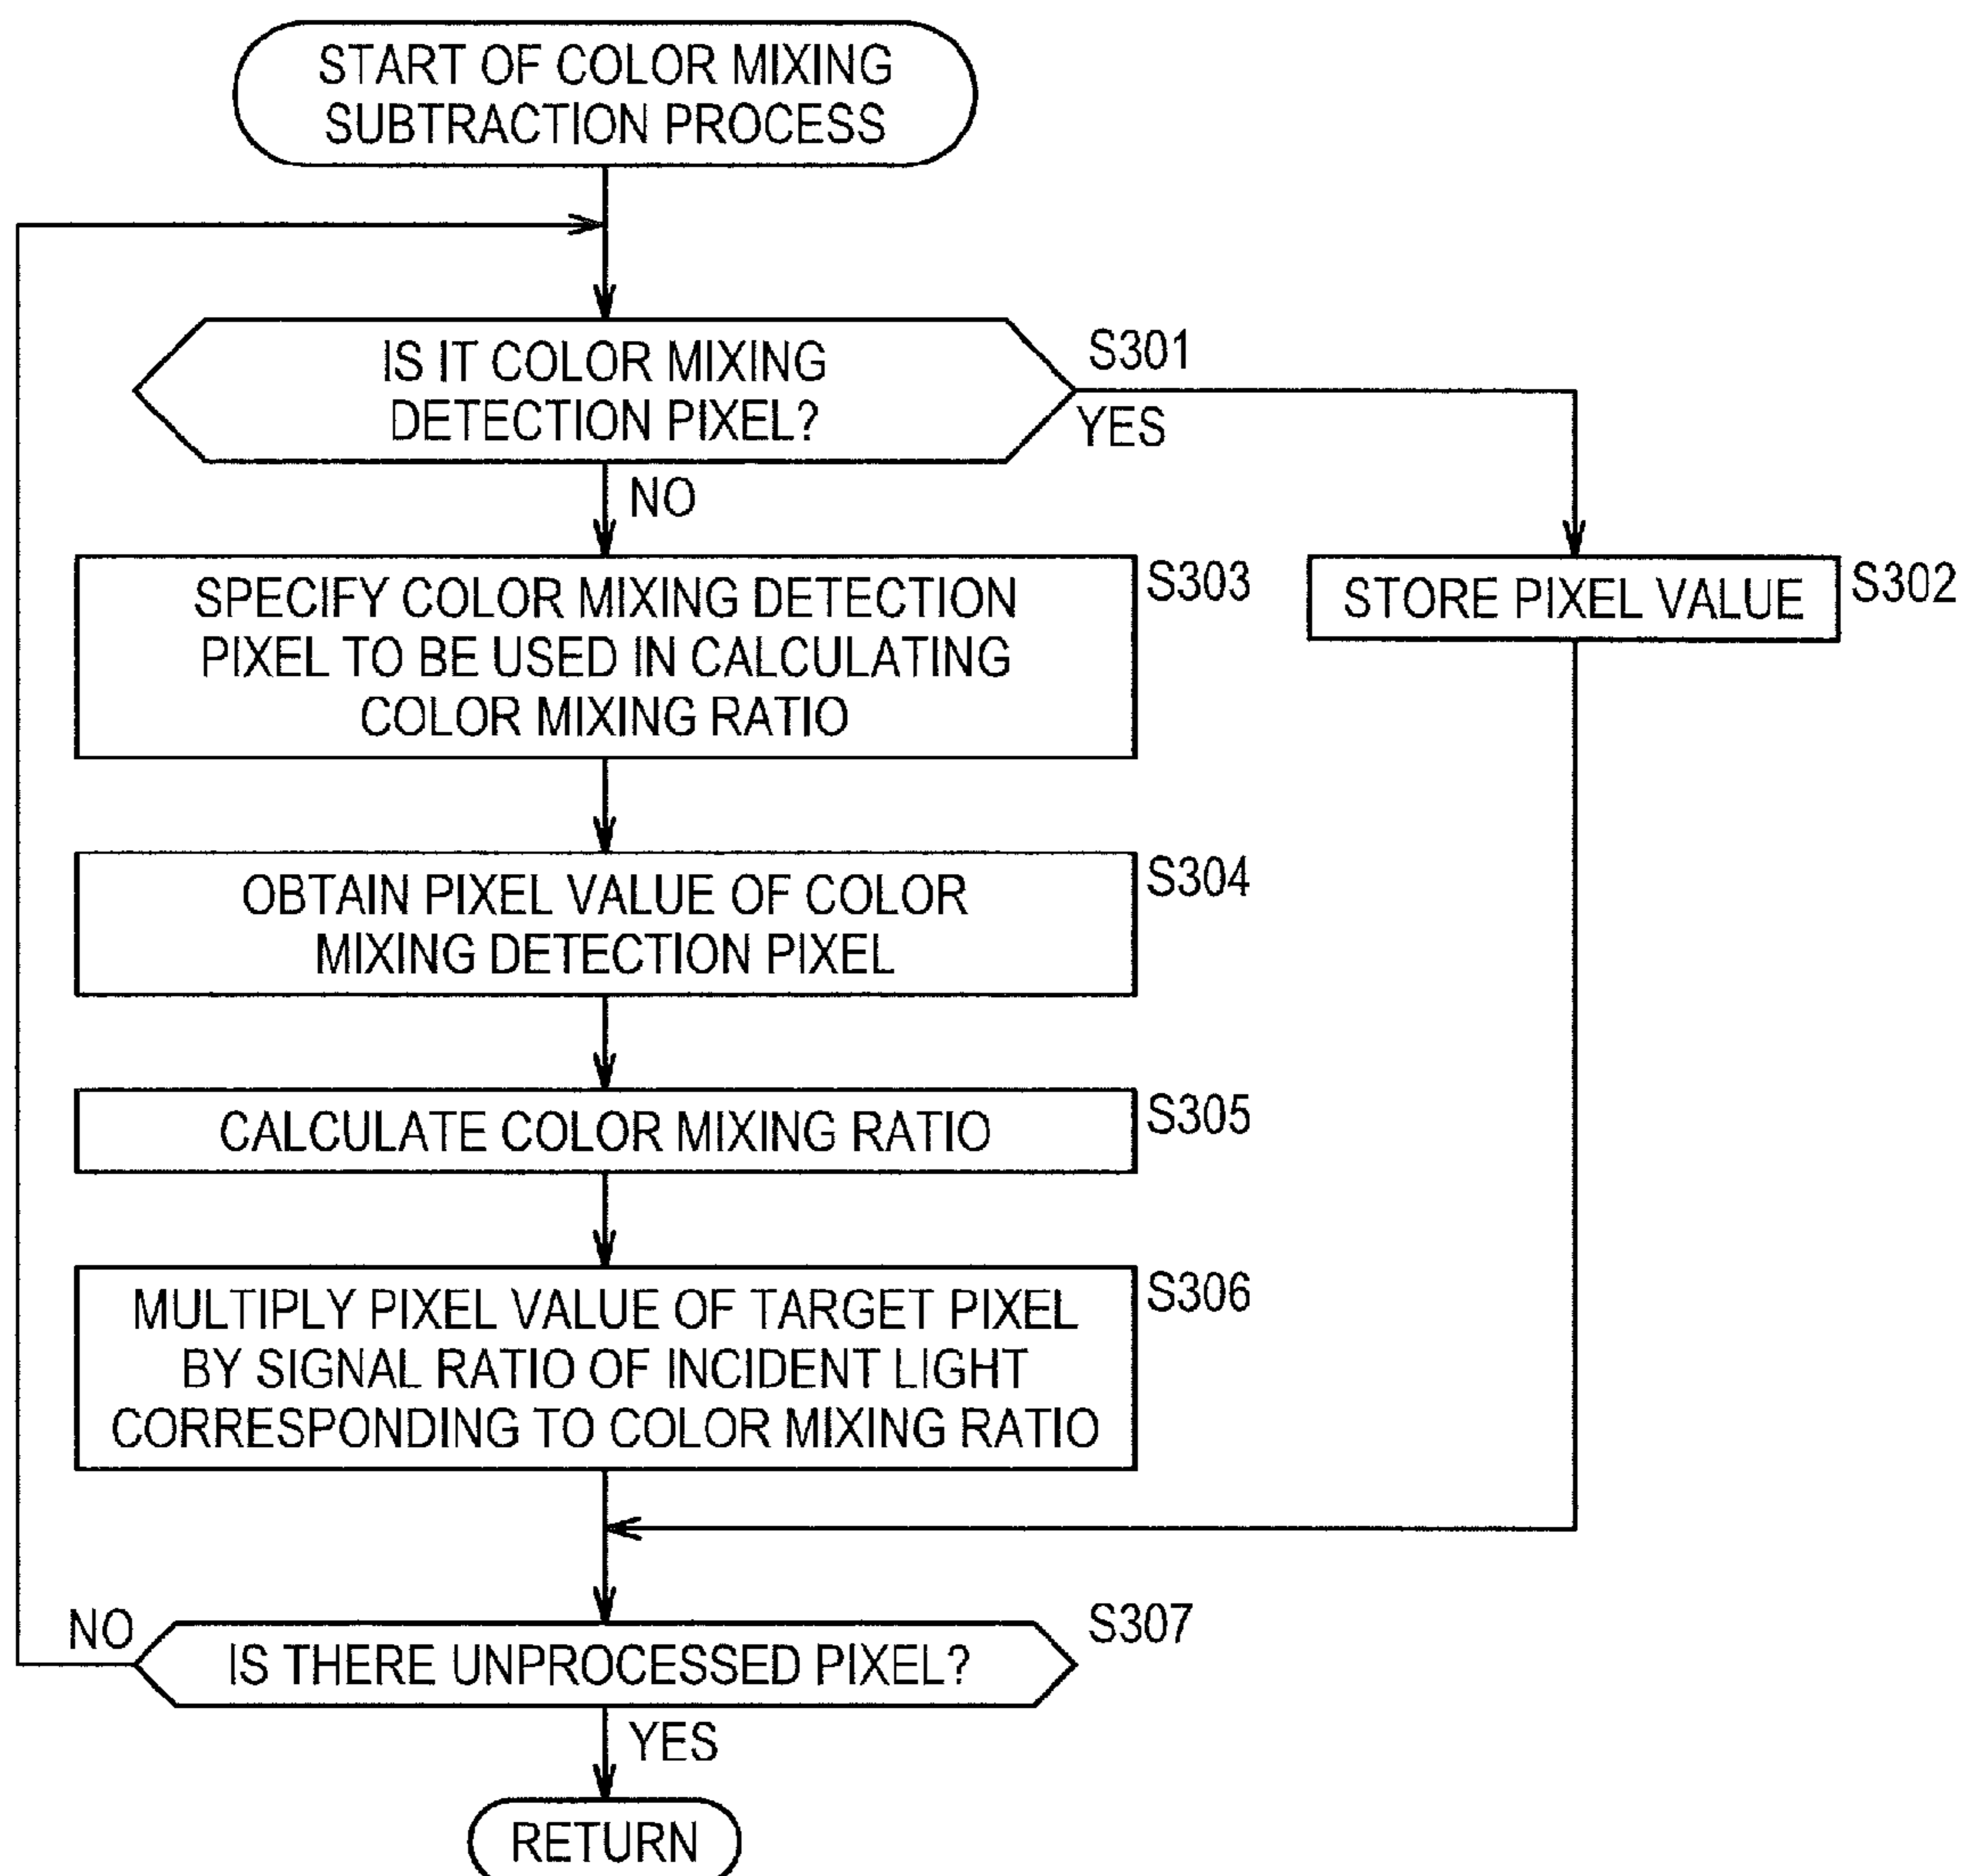 START OF COLOR MIXING
SUBTRACTION PROCESS
IS IT COLOR MIXING
DETECTION PIXEL?
S301
YES
NO
SPECIFY COLOR MIXING DETECTION
PIXEL TO BE USED IN CALCULATING
COLOR MIXING RATIO
S303
STORE PIXEL VALUE
S302
OBTAIN PIXEL VALUE OF COLOR
MIXING DETECTION PIXEL
S304
CALCULATE COLOR MIXING RATIO
S305
MULTIPLY PIXEL VALUE OF TARGET PIXEL
BY SIGNAL RATIO OF INCIDENT LIGHT
CORRESPONDING TO COLOR MIXING RATIO
S306
NO
IS THERE UNPROCESSED PIXEL?
S307
YES
RETURN